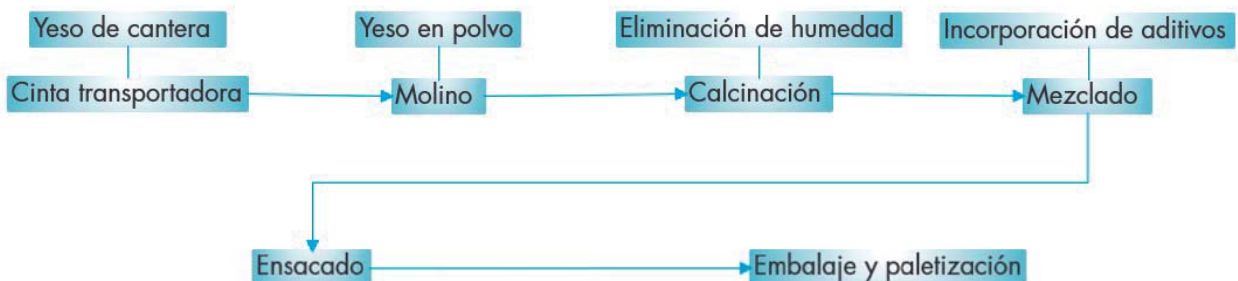 Yeso de cantera
Yeso en polvo
Eliminación de humedad
Incorporación de aditivos
Cinta transportadora
Molino
Calcinación
Mezclado
Ensacado
Embalaje y paletización